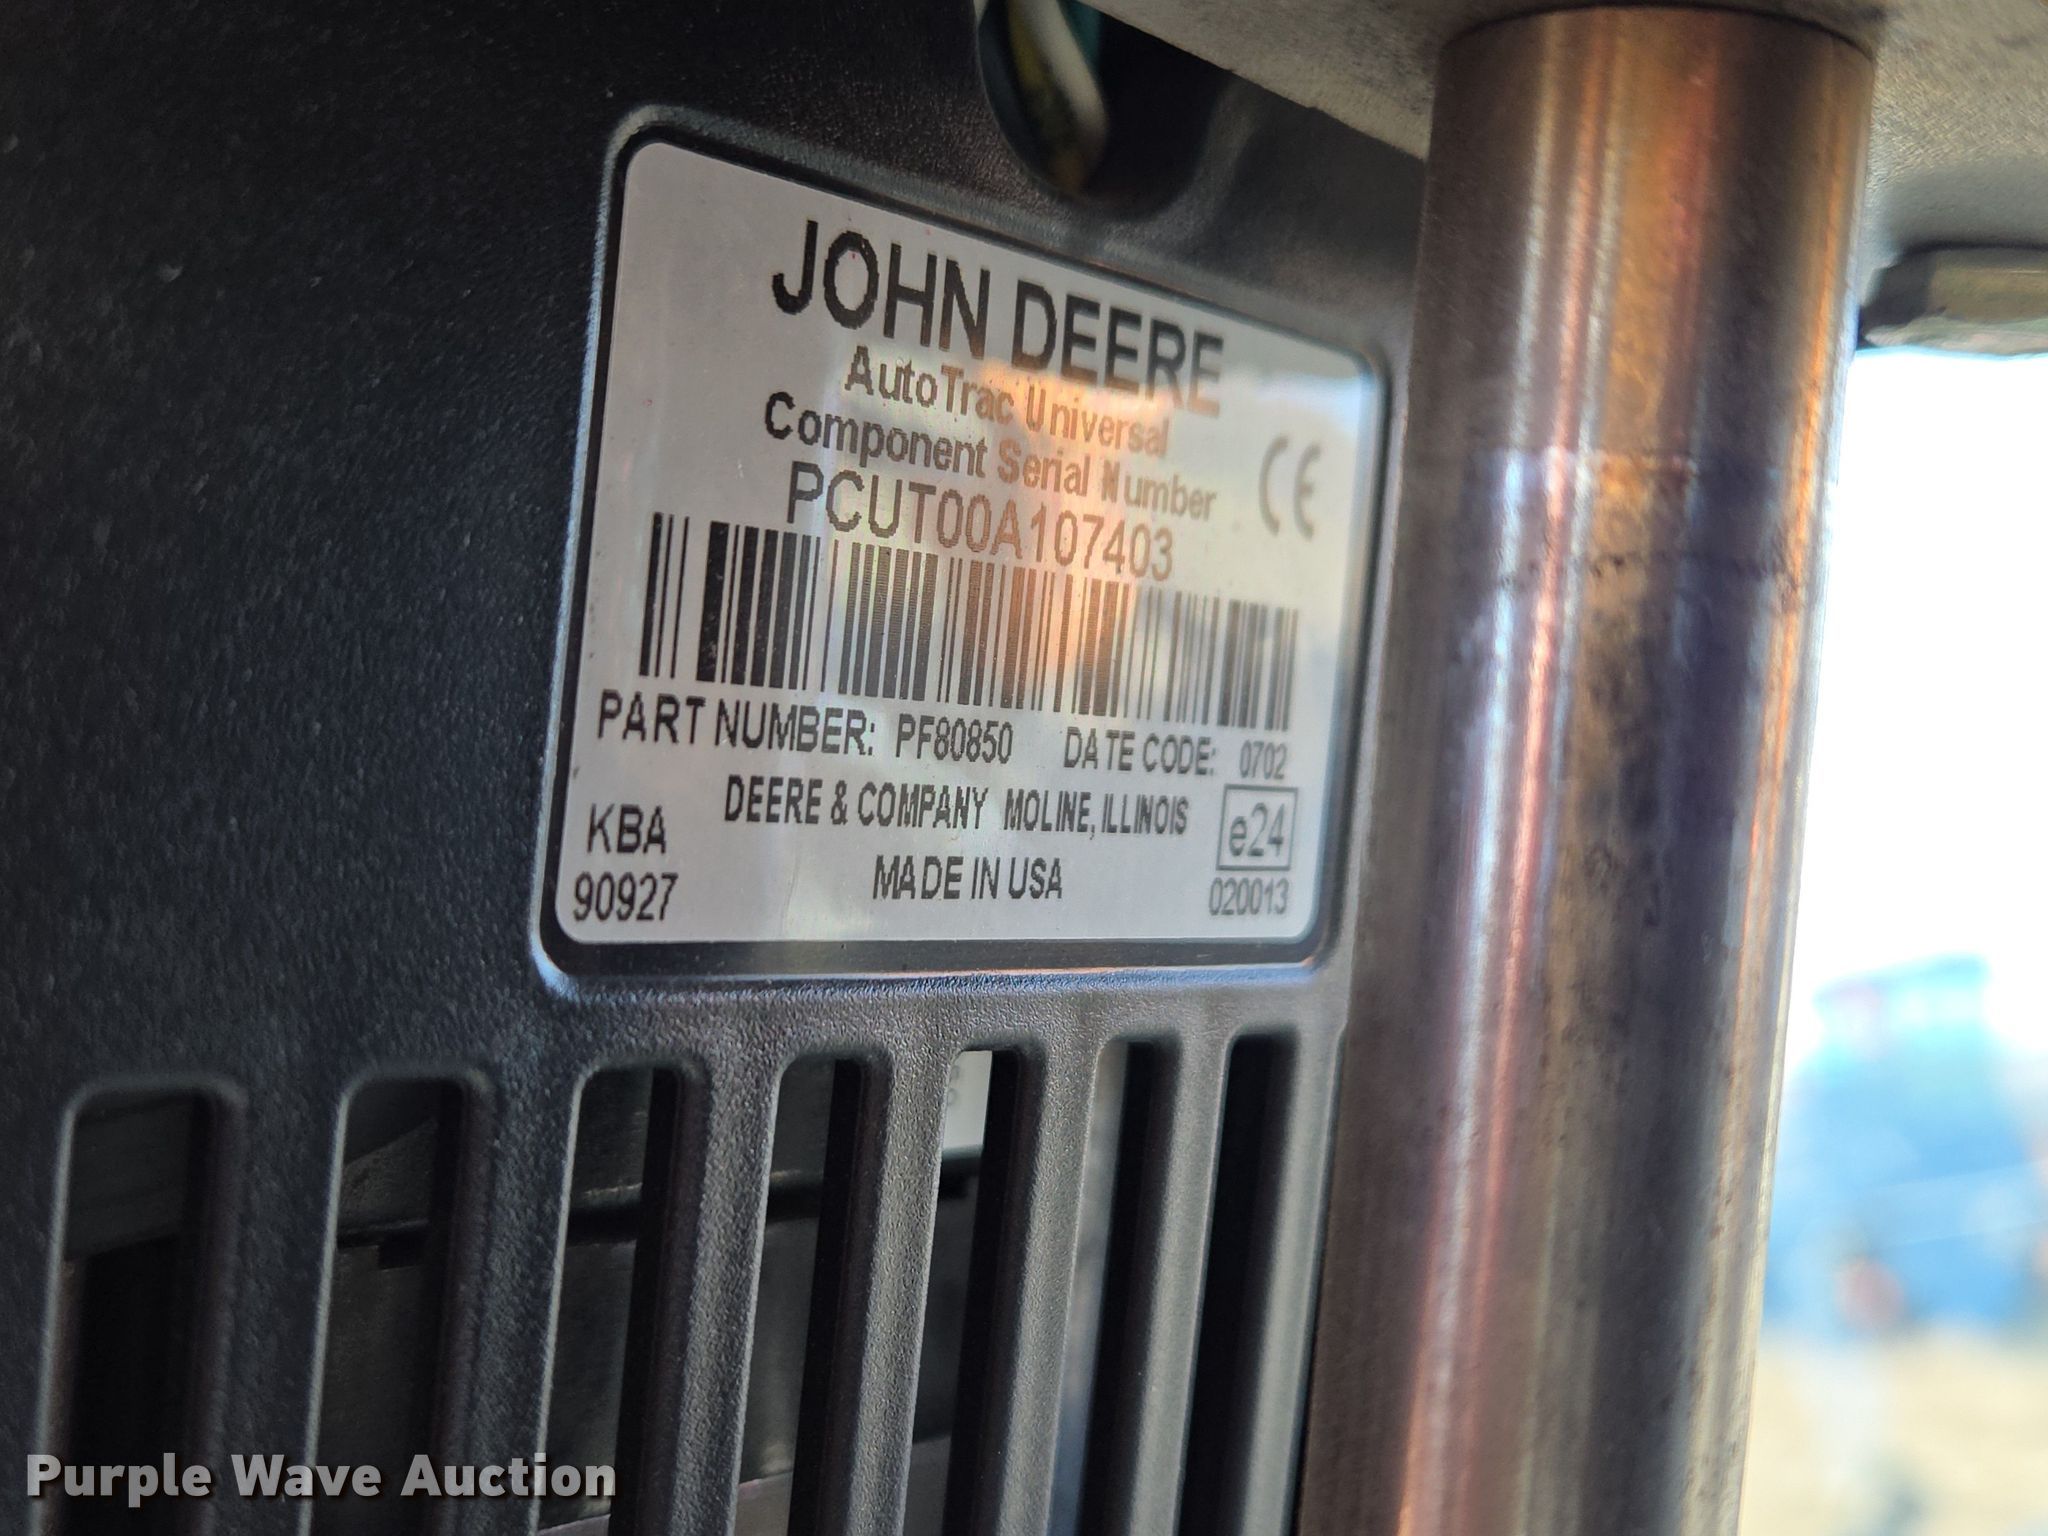 JOHN DEERE
AutoTrac Universal
Component Serial Number
CE
PCUT00A107403
PART NUMBER: PF80850 DATE CODE: 0702
DEERE & COMPANY MOLINE, ILLINOIS
e24
KBA
MADE IN USA
90927
020013
Purple Wave Auction